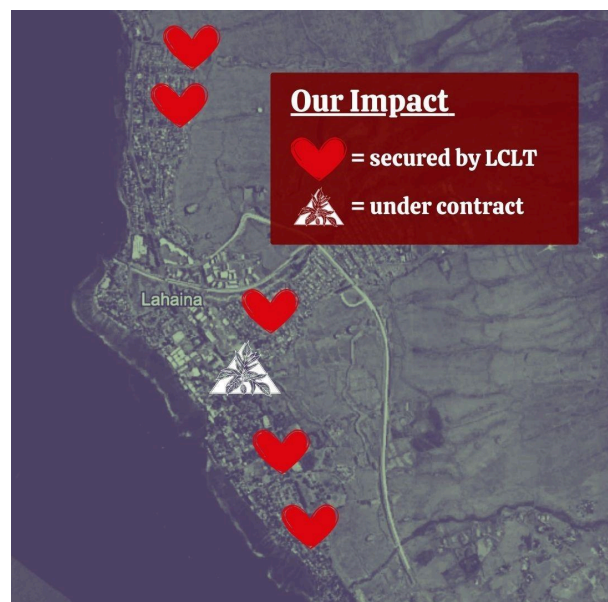 Our Impact
= secured by LCLT
= under contract
Lahaina